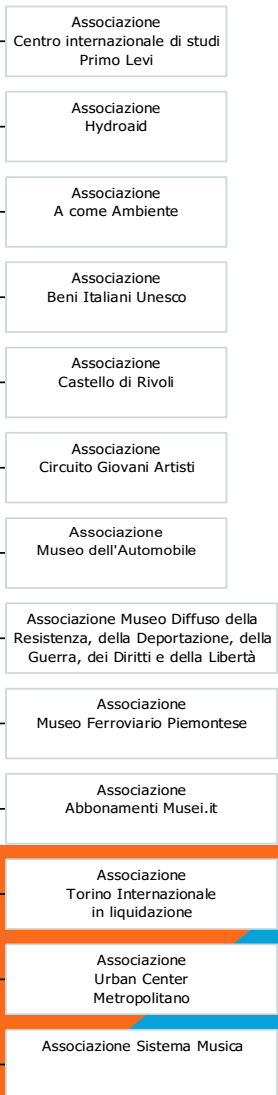 Associazione
Centro internazionale di studi
Primo Levi
Associazione
Hydroaid
Associazione
A come Ambiente
Associazione
Beni Italiani Unesco
Associazione
Castello di Rivoli
Associazione
Circuito Giovani Artisti
Associazione
Museo dell'Automobile
Associazione Museo Diffuso della
Resistenza, della Deportazione, della
Guerra, dei Diritti e della Libertà
Associazione
Museo Ferroviario Piemontese
Associazione
Abbonamenti Musei.it
Associazione
Torino Internazionale
in liquidazione
Associazione
Urban Center
Metropolitano
Associazione Sistema Musica